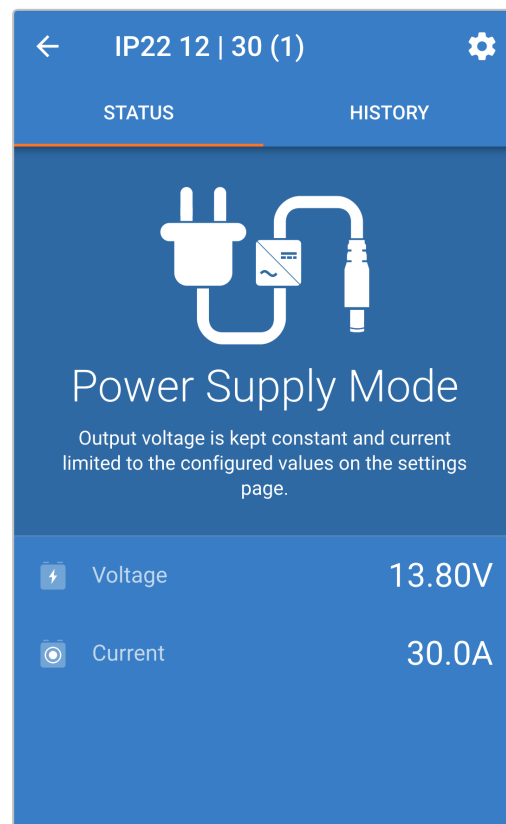 IP22 12 | 30 (1)
STATUS
HISTORY
Power Supply Mode
Output voltage is kept constant and current
limited to the configured values on the settings
page.
Voltage
13.80V
Current
30.0A